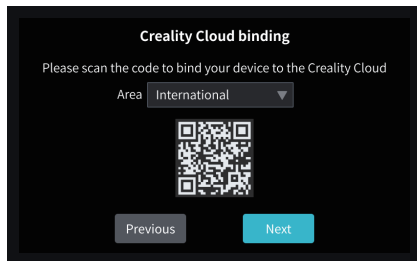 Creality Cloud binding
Please scan the code to bind your device to the Creality Cloud
Area International
Previous Next